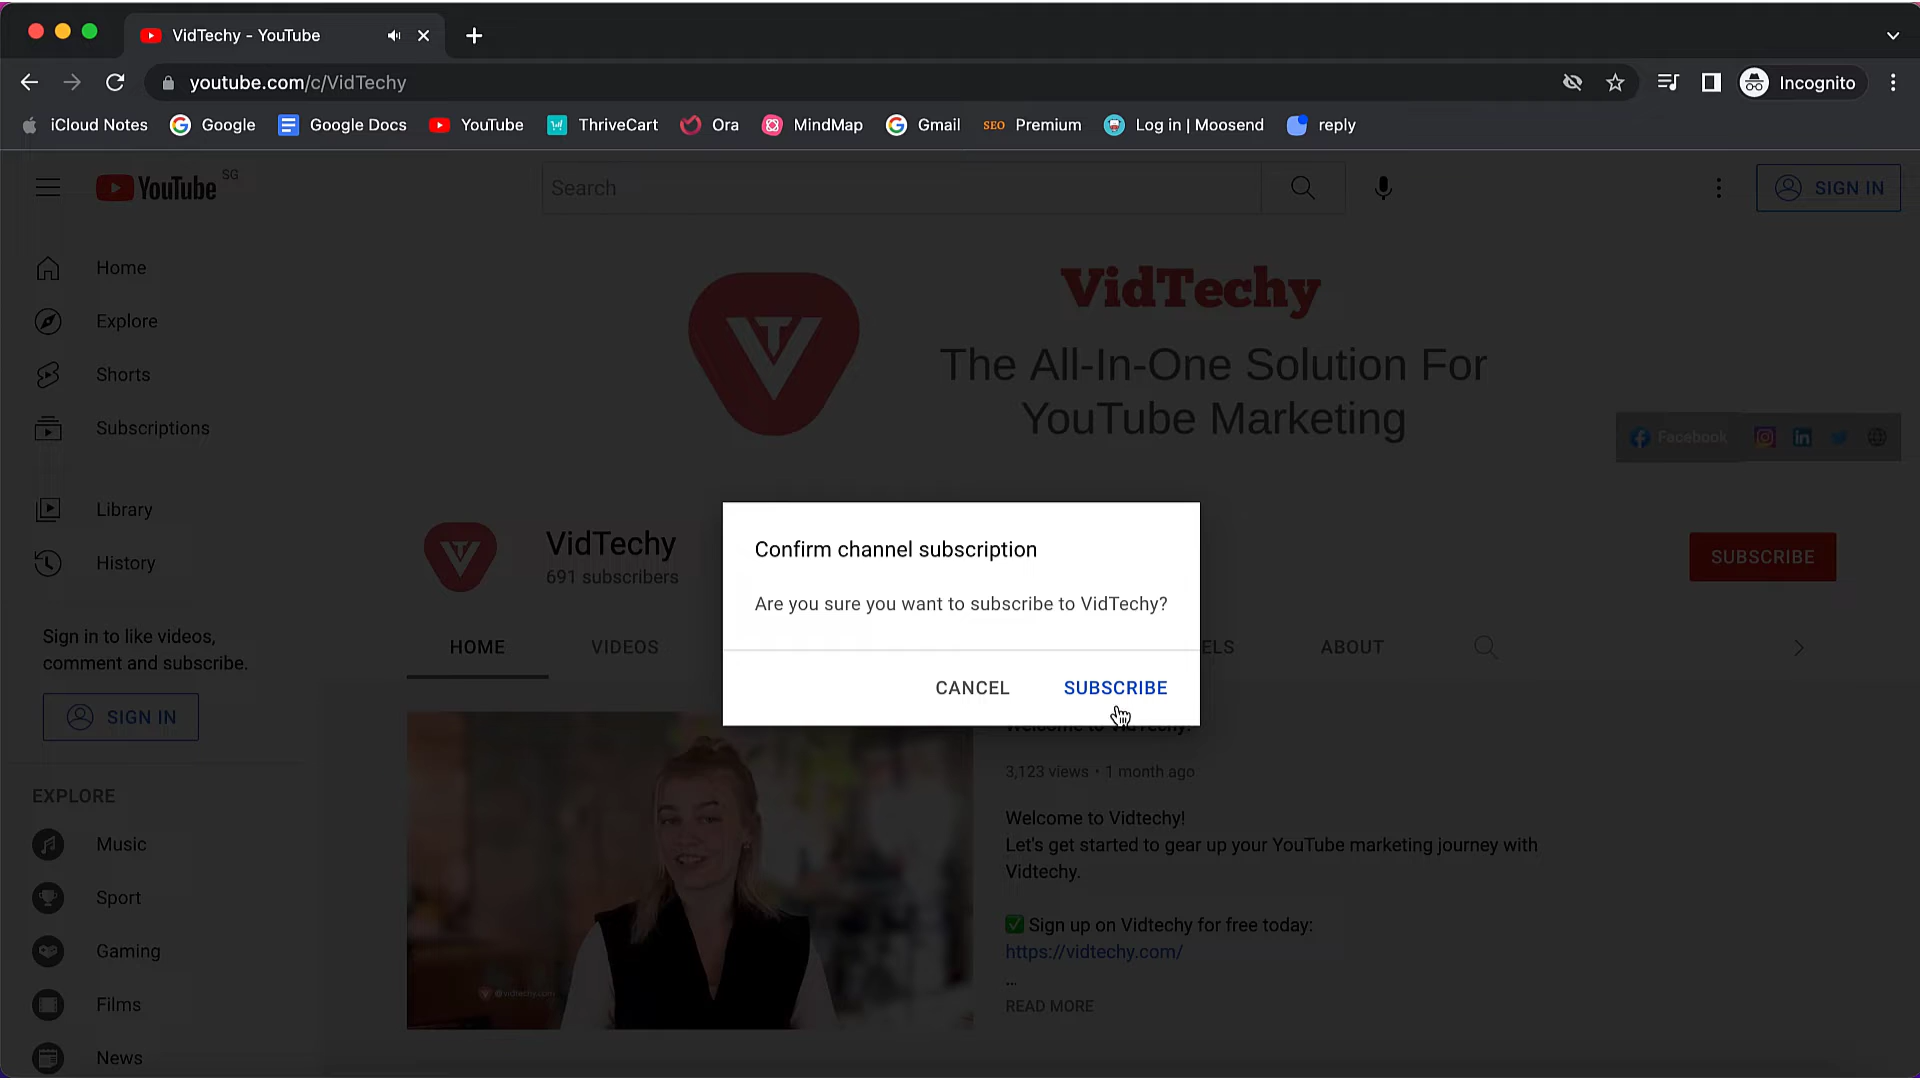 VidTechy - YouTube
youtube.com/c/VidTechy
Incognito
iCloud Notes
Google
Google Docs
YouTube
ThriveCart
Ora
MindMap
Gmail
SEO Premium
Log in | Moosend
reply
YouTube SG
Search
SIGN IN
Home
Explore
Shorts
Subscriptions
Library
History
Sign in to like videos,
comment and subscribe.
SIGN IN
EXPLORE
Music
Sport
Gaming
Films
News
VidTechy
The All-In-One Solution For
YouTube Marketing
Facebook
VidTechy
691 subscribers
SUBSCRIBE
HOME
VIDEOS
ELS
ABOUT
Confirm channel subscription
Are you sure you want to subscribe to VidTechy?
CANCEL
SUBSCRIBE
@vidtechy.com
Welcome to VidTechy!
3,123 views • 1 month ago
Welcome to Vidtechy!
Let's get started to gear up your YouTube marketing journey with
Vidtechy.
✅ Sign up on Vidtechy for free today:
https://vidtechy.com/
...
READ MORE